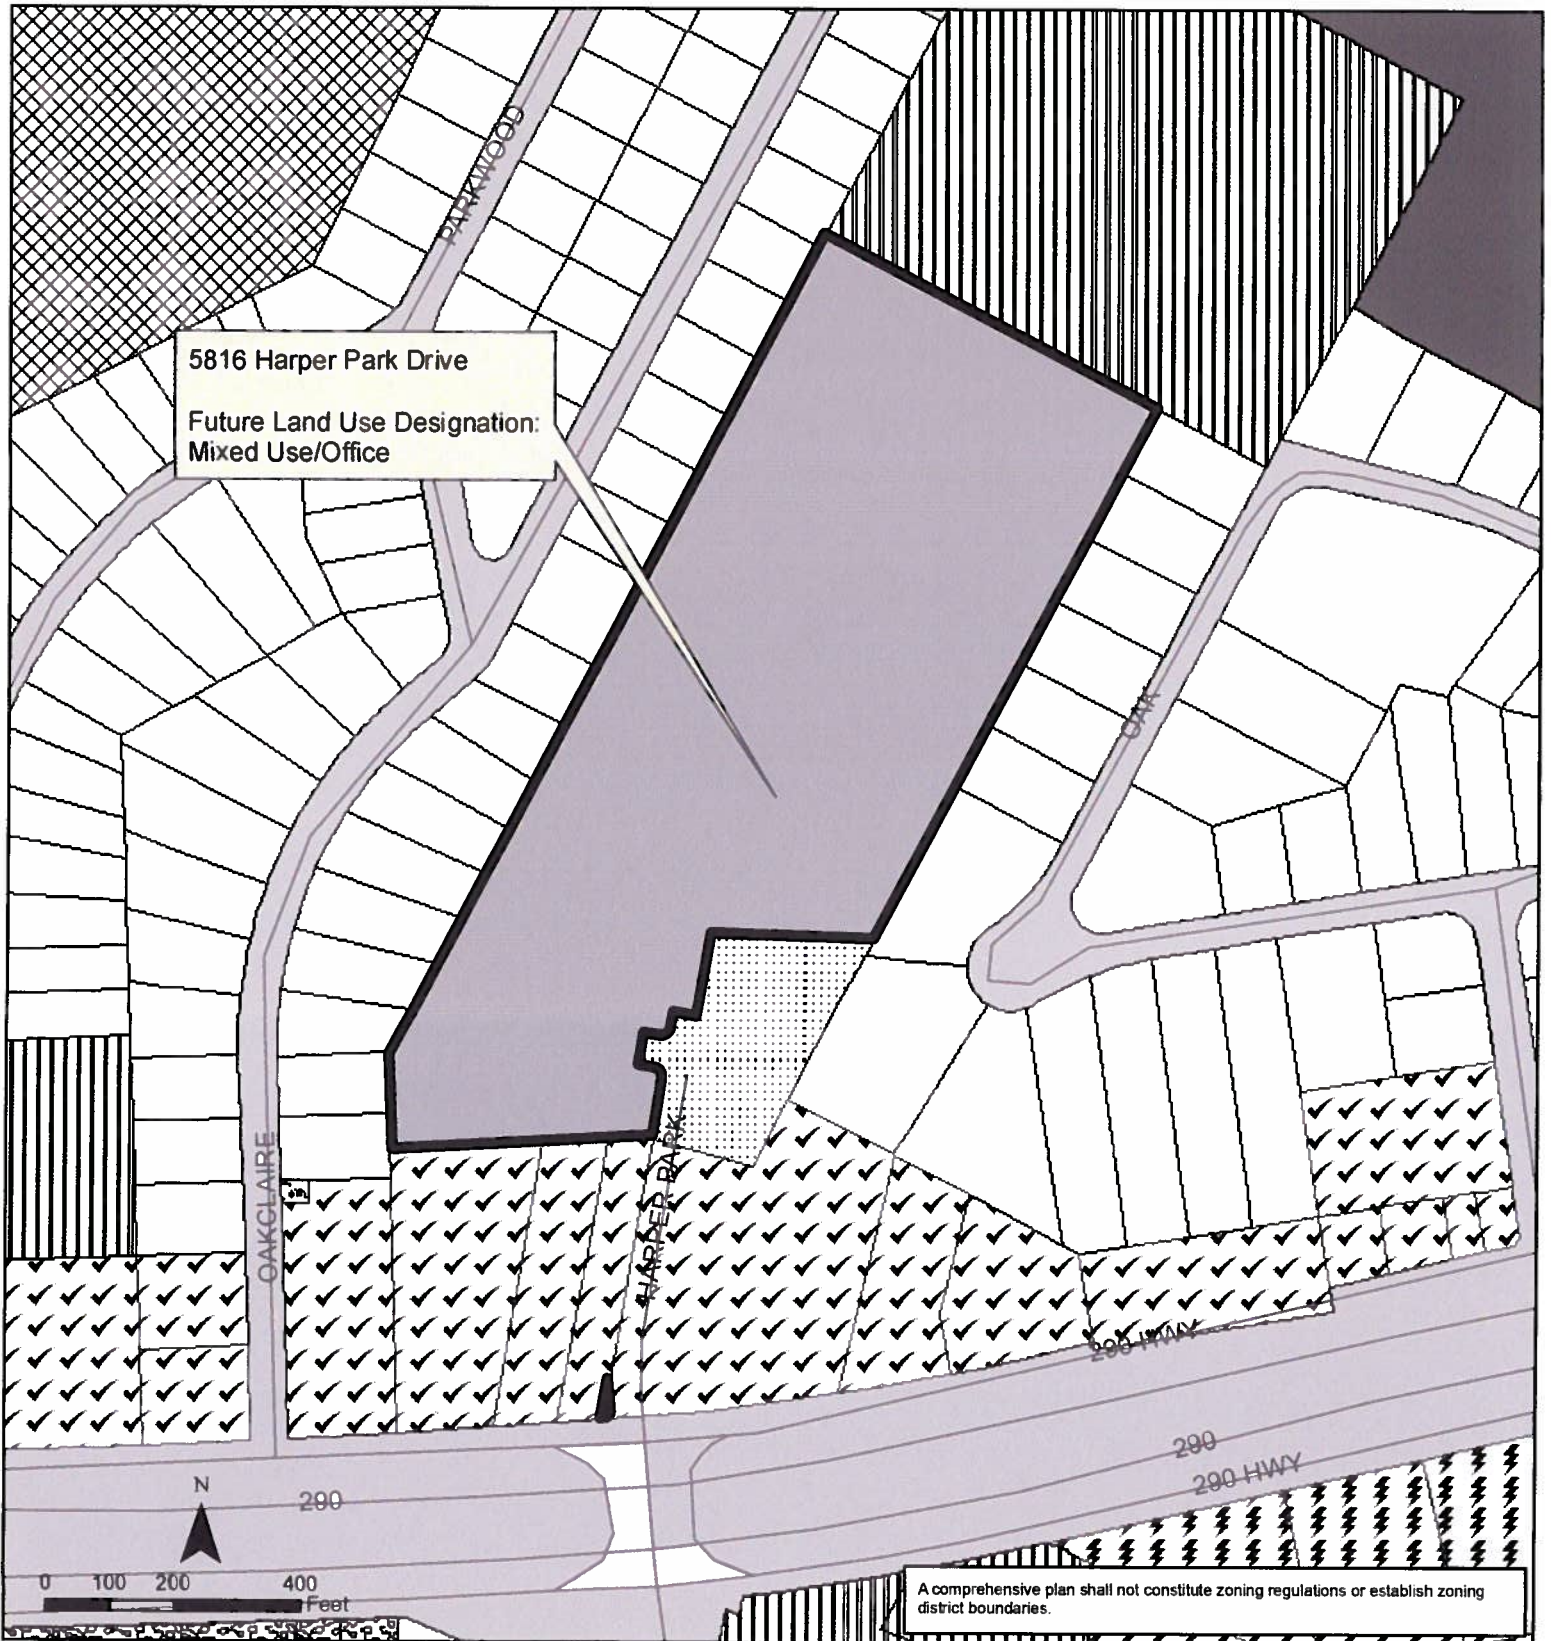 PARKWOOD
5816 Harper Park Drive
Future Land Use Designation:
Mixed Use/Office
OAK
OAKCLAIRE
HARPER PARK
290 HWY
290
290 HWY
N
290
0 100 200 400
Feet
A comprehensive plan shall not constitute zoning regulations or establish zoning
district boundaries.